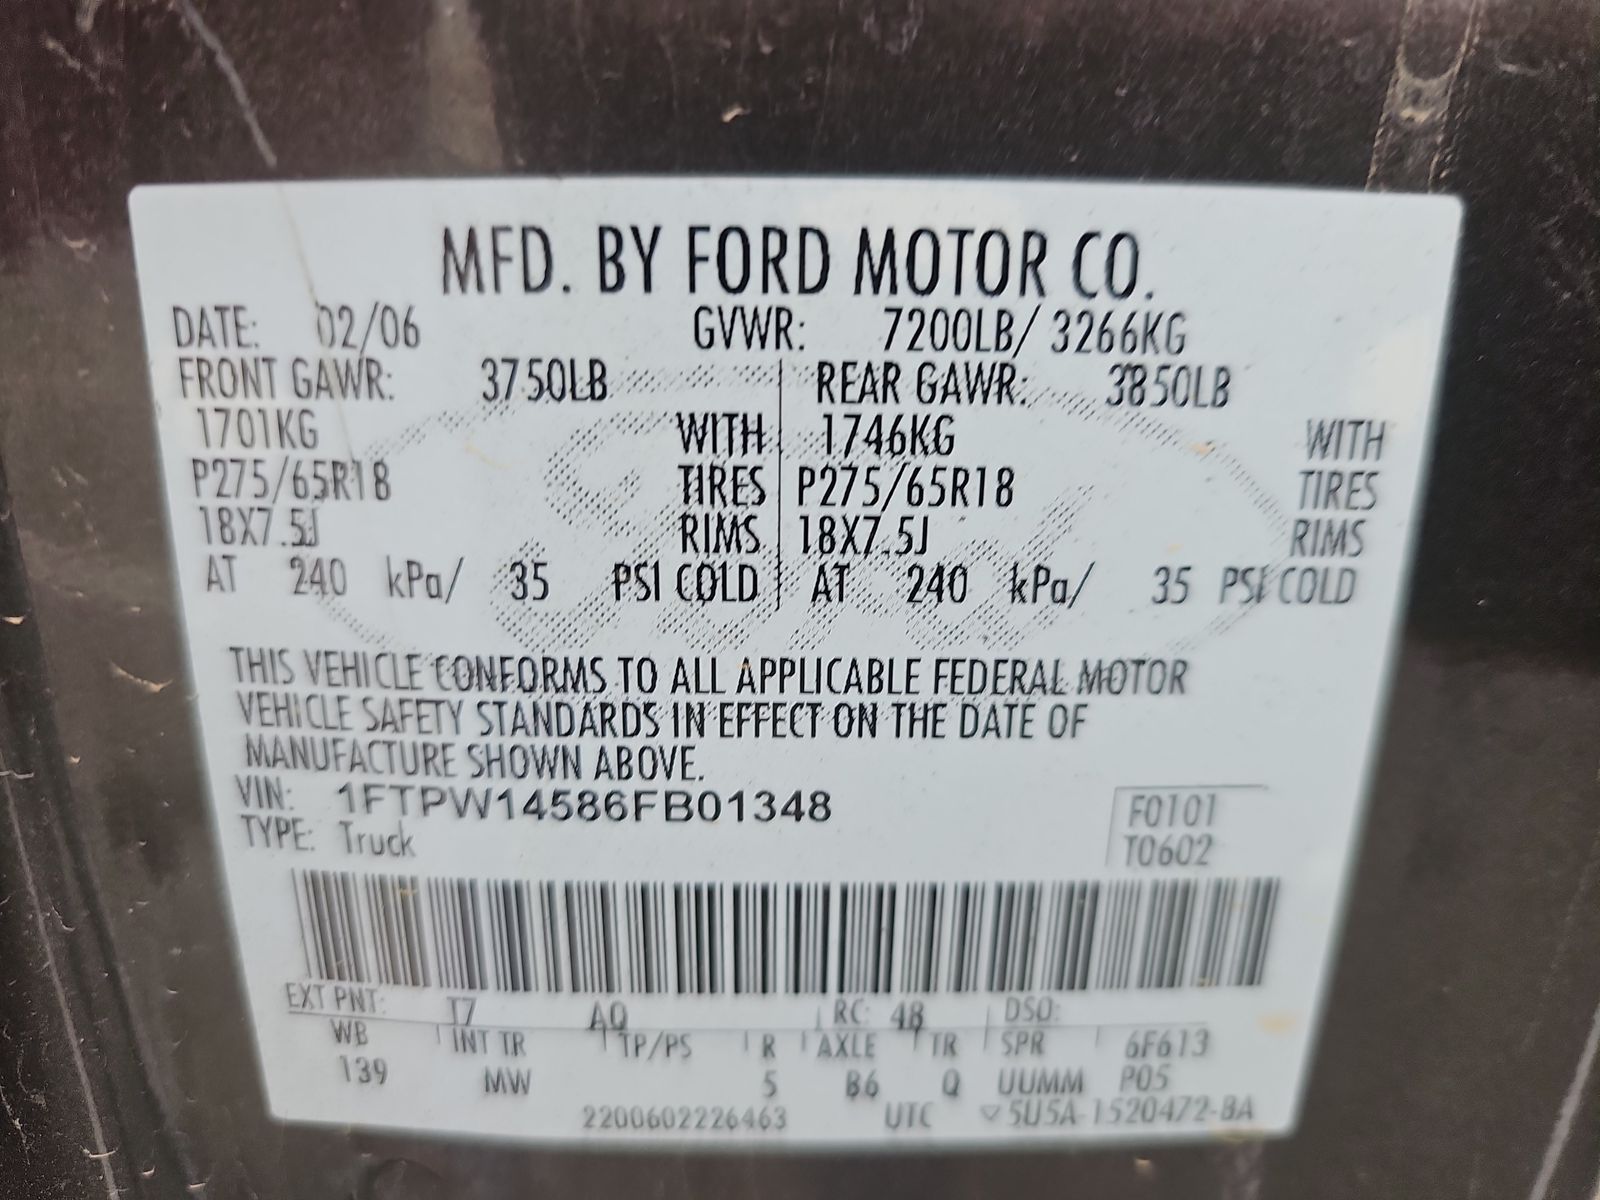 MFD. BY FORD MOTOR CO.
DATE: 02/06 GVWR: 7200LB/ 3266KG
FRONT GAWR: 3750LB REAR GAWR: 3850LB
1701KG WITH 1746KG WITH
P275/65R18 TIRES P275/65R18 TIRES
18X7.5J RIMS 18X7.5J RIMS
AT 240 kPa/ 35 PSI COLD AT 240 kPa/ 35 PSI COLD
THIS VEHICLE CONFORMS TO ALL APPLICABLE FEDERAL MOTOR
VEHICLE SAFETY STANDARDS IN EFFECT ON THE DATE OF
MANUFACTURE SHOWN ABOVE.
VIN: 1FTPW14586FB01348 F0101
TYPE: Truck T0602
EXT PNT: T7 AQ RC: 48 DSO:
WB INT TR TP/PS R AXLE TR SPR 6F613
139 MW 5 B6 Q UUMM P05
2200602226463 UTC ▽5U5A-1520472-BA